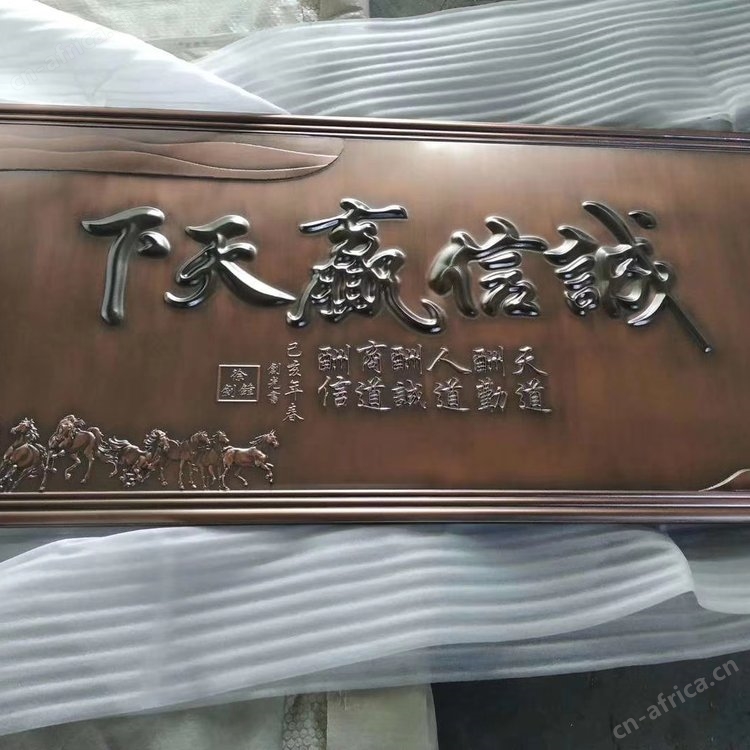 誠信贏天下
天道
酬勤
人道
酬誠
商道
酬信
己亥年春
cn-africa.cn